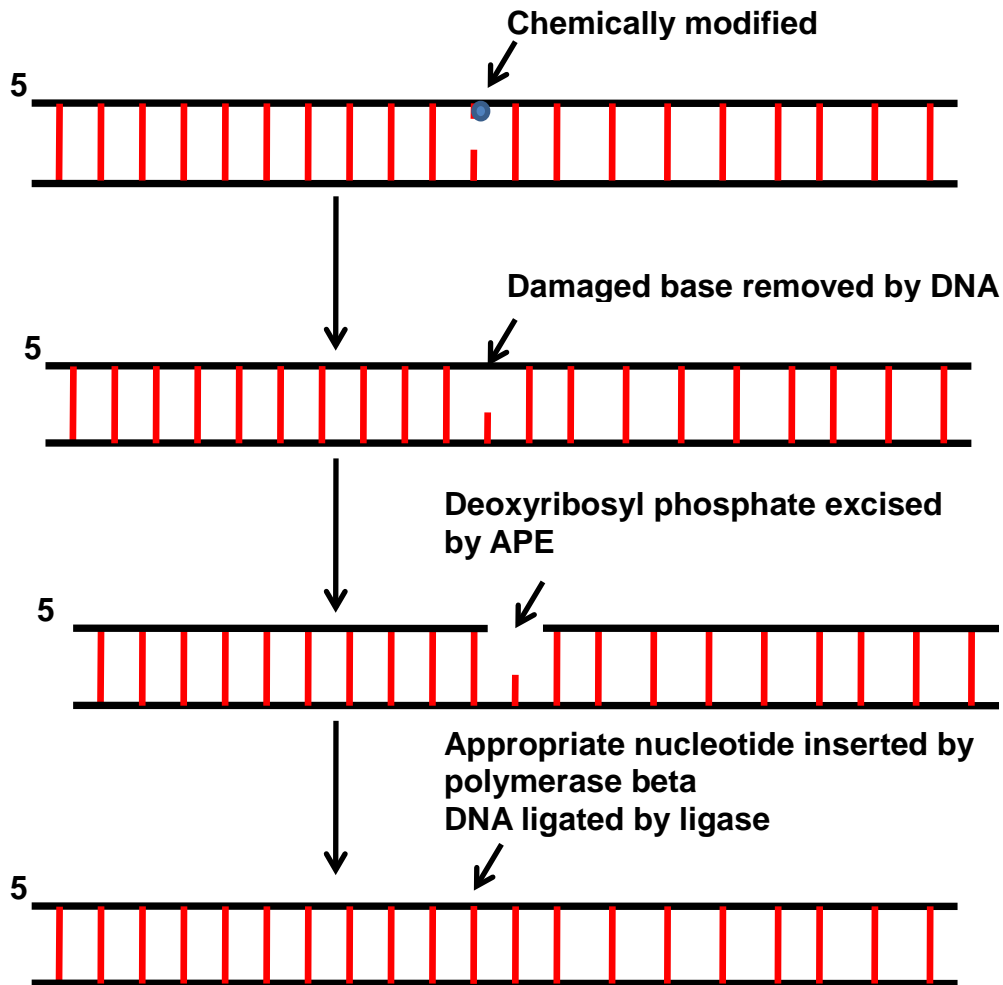 Chemically modified
5
Damaged base removed by DNA
5
Deoxyribosyl phosphate excised
by APE
5
Appropriate nucleotide inserted by
polymerase beta
DNA ligated by ligase
5